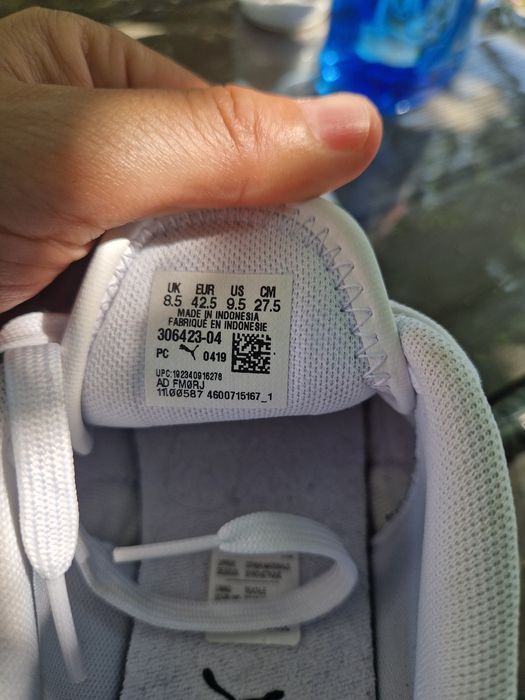 UK EUR US CM
8.5 42.5 9.5 27.5
MADE IN INDONESIA
FABRIQUÉ EN INDONESIE
306423-04
PC 0419
UPC:192340916278
AD FM0RJ
11\00587 4600715167_1